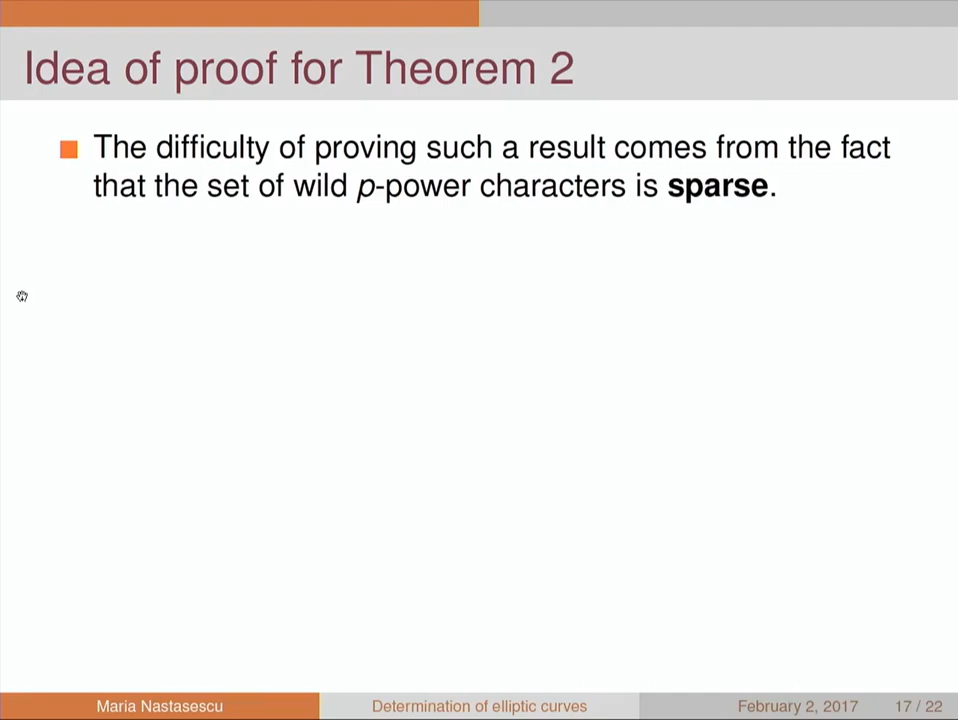 Idea of proof for Theorem 2
The difficulty of proving such a result comes from the fact
that the set of wild p-power characters is sparse.
Maria Nastasescu
Determination of elliptic curves
February 2, 2017
17 / 22